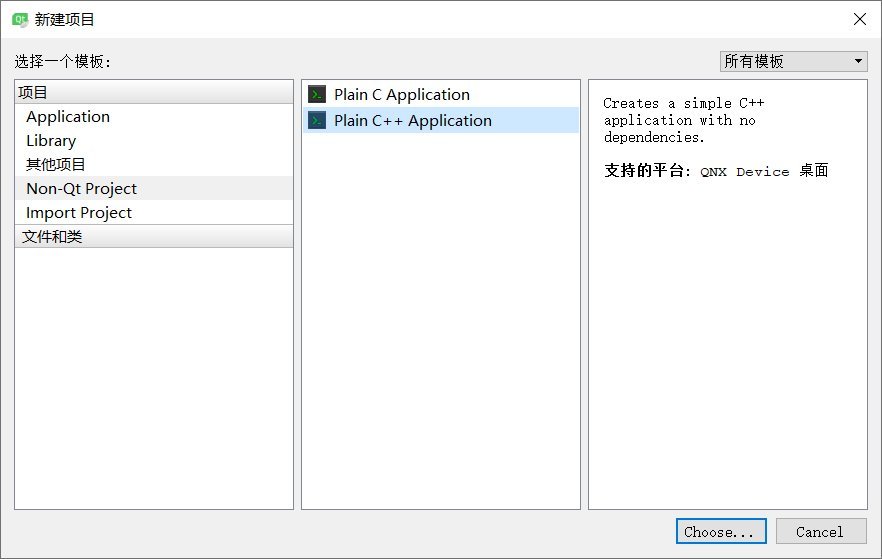 新建项目
选择一个模板:
所有模板
项目
Application
Library
其他项目
Non-Qt Project
Import Project
文件和类
Plain C Application
Plain C++ Application
Creates a simple C++
application with no
dependencies.
支持的平台: QNX Device 桌面
Choose...
Cancel